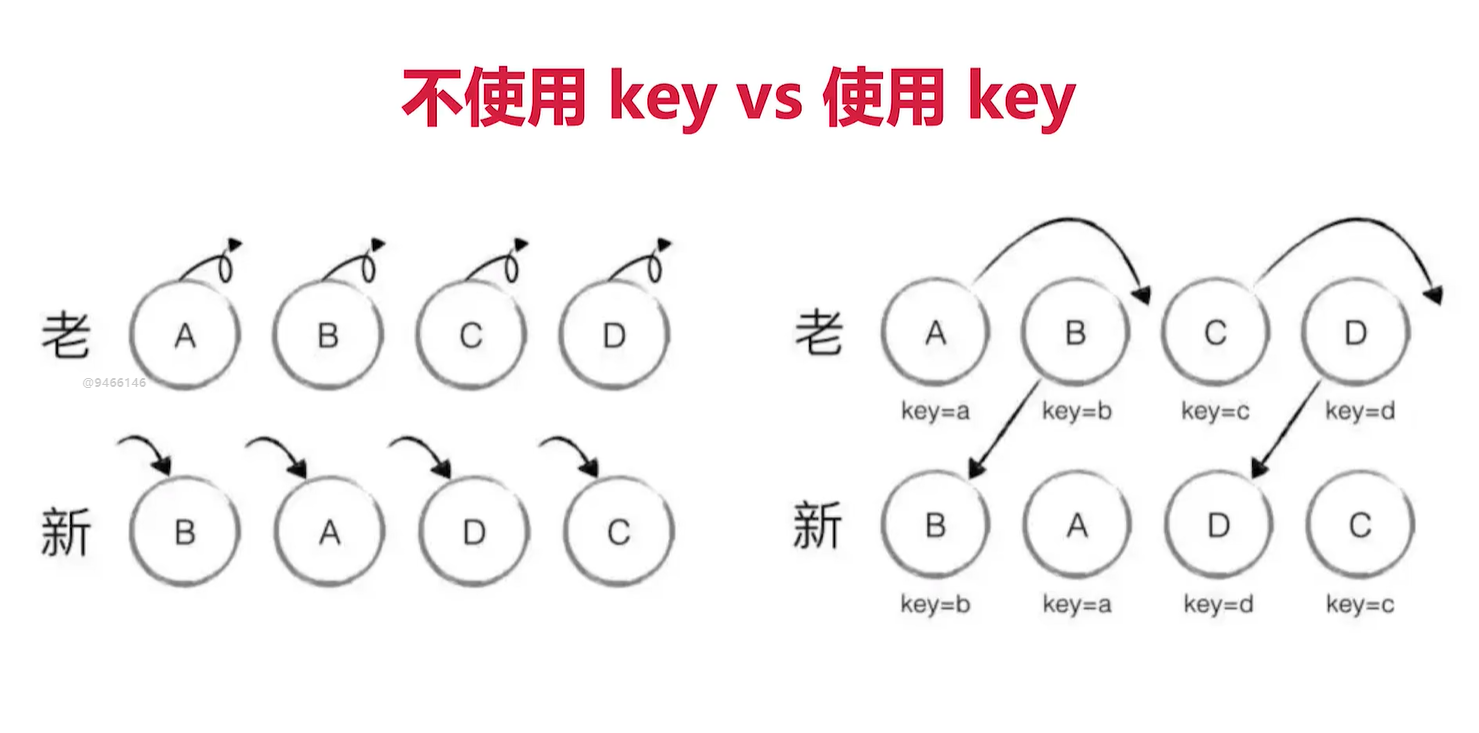 不使用 key vs 使用 key
老 A B C D
@9466146
新 B A D C
老 A B C D
key=a key=b key=c key=d
新 B A D C
key=b key=a key=d key=c